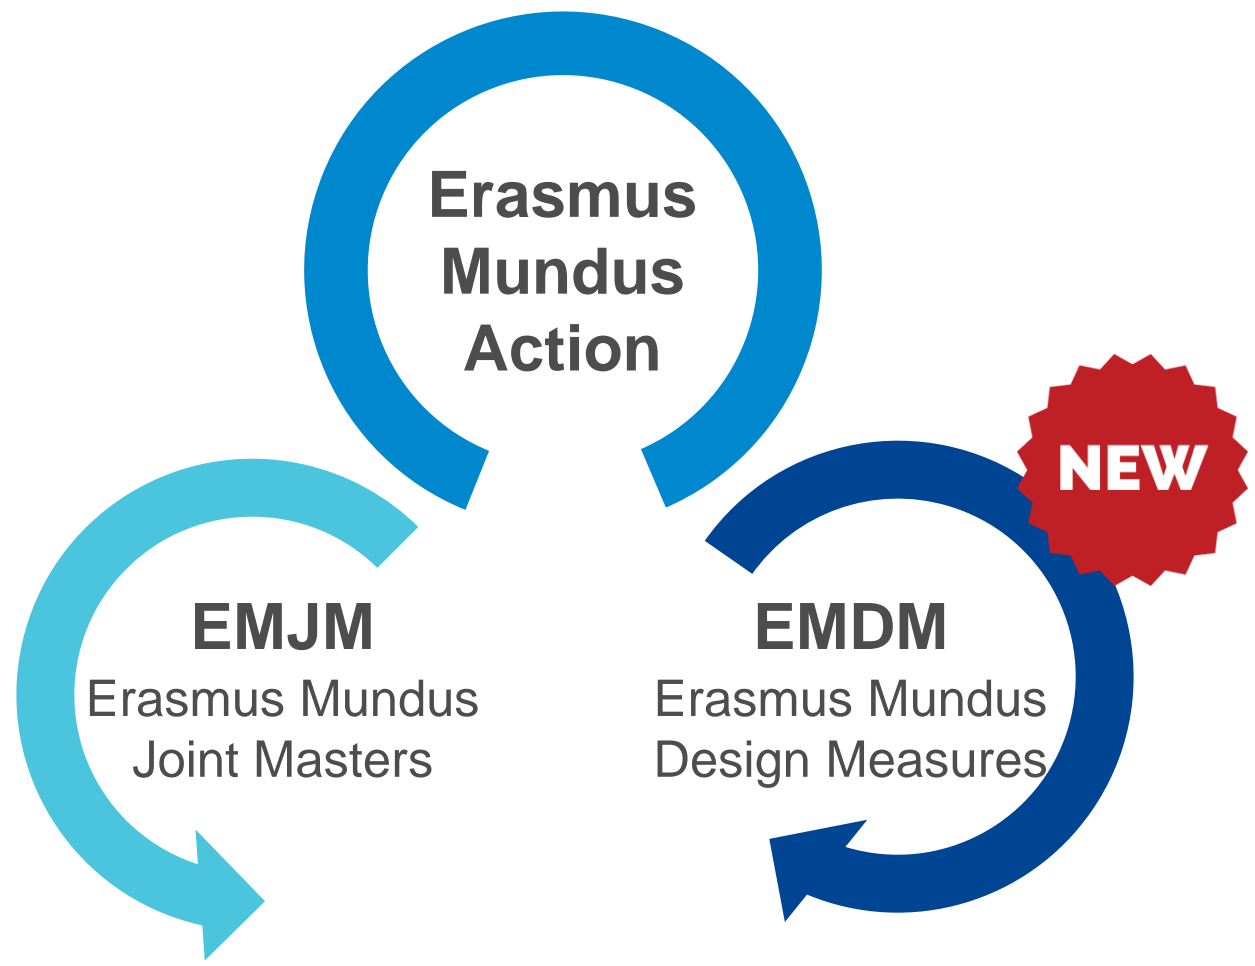 Erasmus
Mundus
Action
NEW
EMJM
Erasmus Mundus
Joint Masters
EMDM
Erasmus Mundus
Design Measures